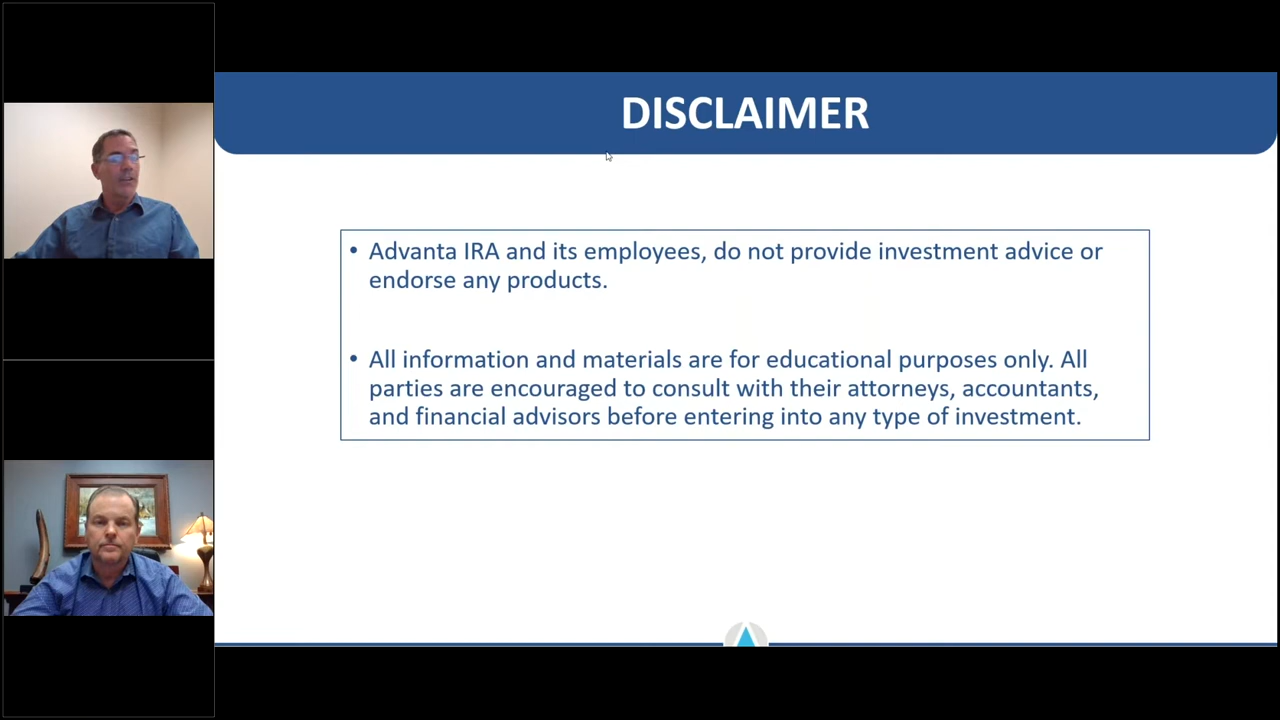 DISCLAIMER
• Advanta IRA and its employees, do not provide investment advice or
endorse any products.
• All information and materials are for educational purposes only. All
parties are encouraged to consult with their attorneys, accountants,
and financial advisors before entering into any type of investment.